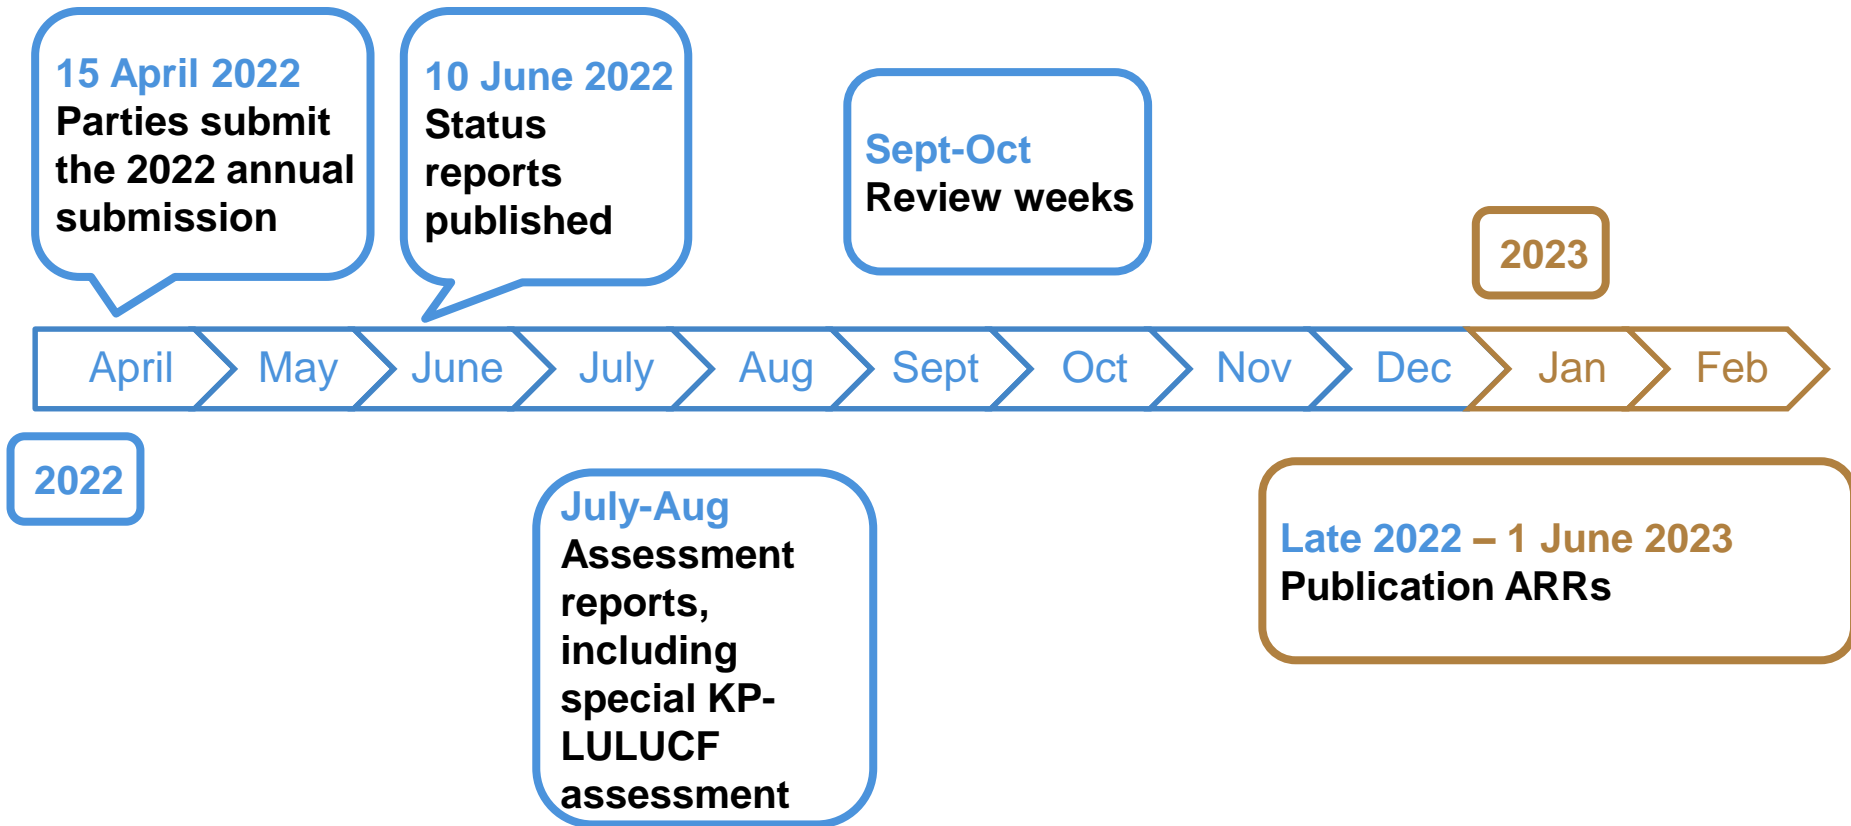 15 April 2022
Parties submit
the 2022 annual
submission
10 June 2022
Status
reports
published
Sept-Oct
Review weeks
2023
April May June July Aug Sept Oct Nov Dec Jan Feb
2022
July-Aug
Assessment
reports,
including
special KP-
LULUCF
assessment
Late 2022 – 1 June 2023
Publication ARRs